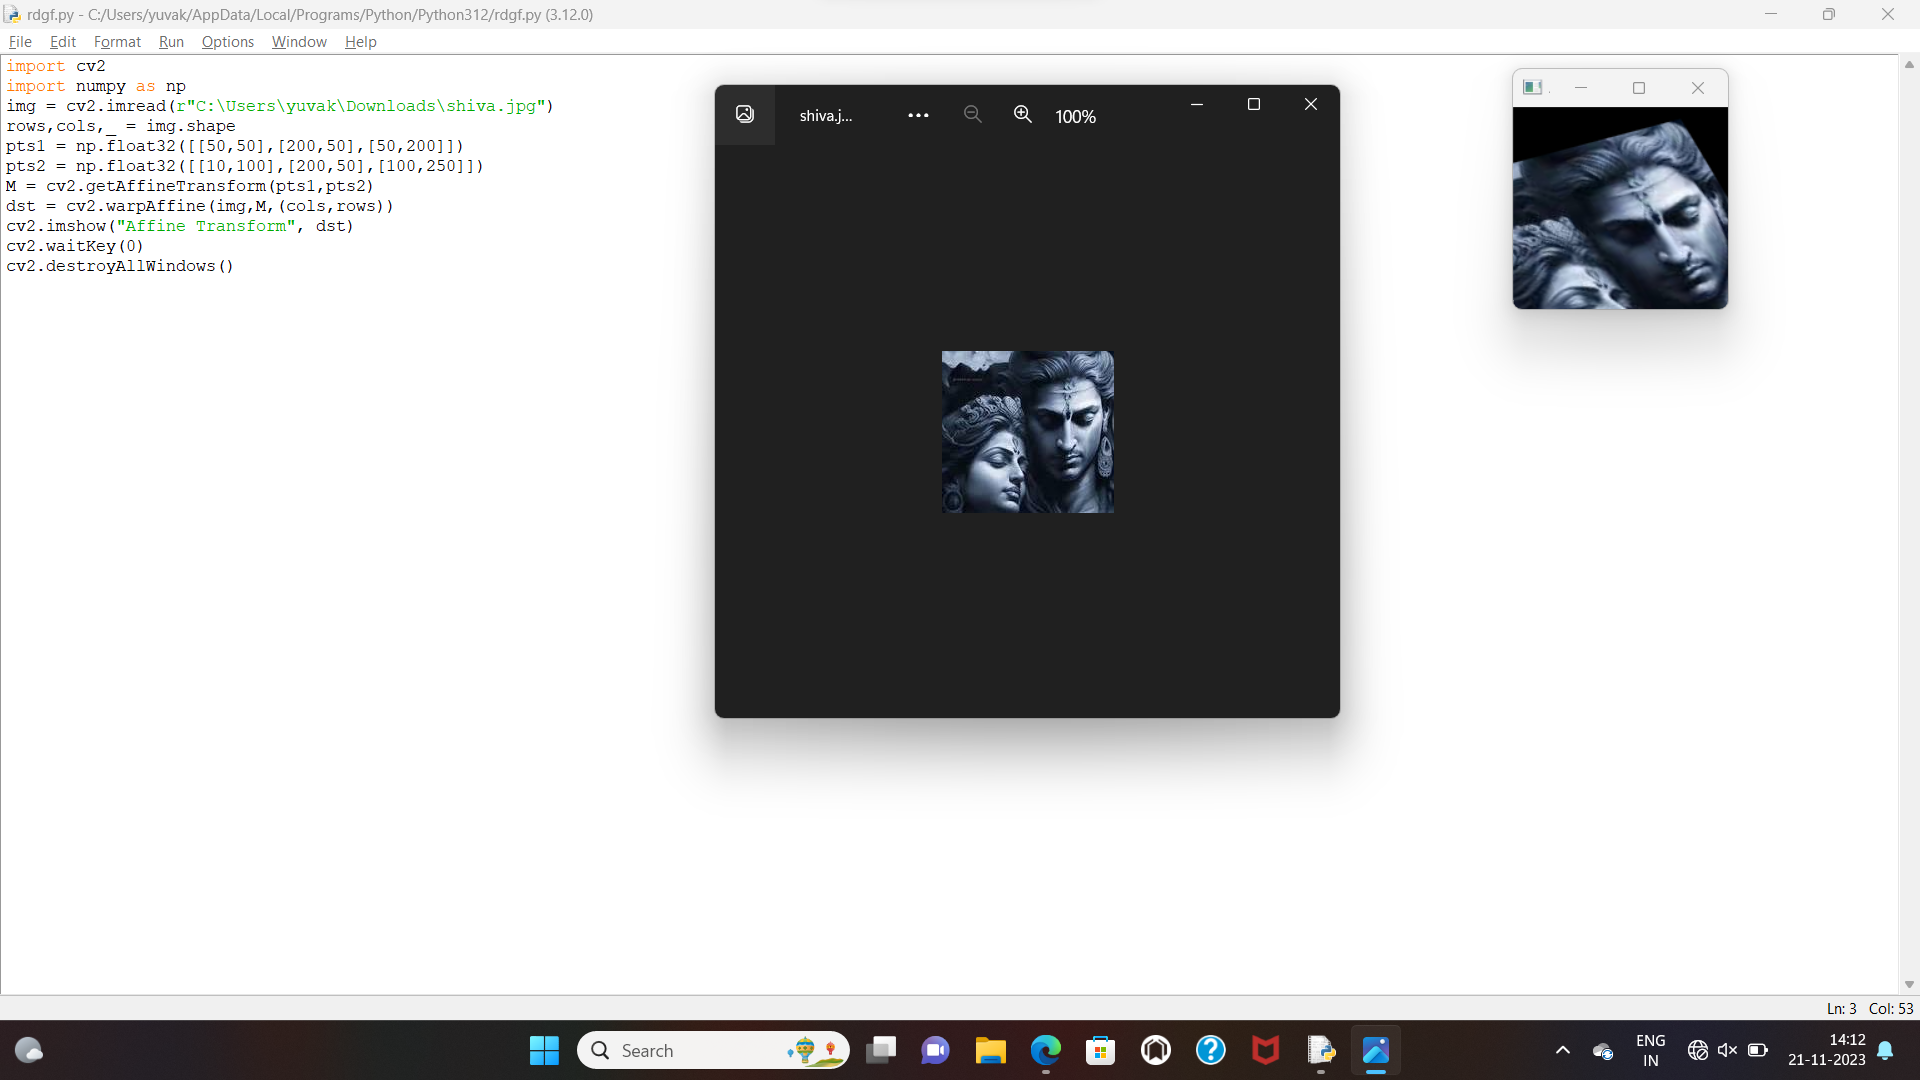 rdgf.py - C:/Users/yuvak/AppData/Local/Programs/Python/Python312/rdgf.py (3.12.0)
File Edit Format Run Options Window Help
import cv2
import numpy as np
img = cv2.imread(r"C:\Users\yuvak\Downloads\shiva.jpg")
rows,cols,_ = img.shape
pts1 = np.float32([[50,50],[200,50],[50,200]])
pts2 = np.float32([[10,100],[200,50],[100,250]])
M = cv2.getAffineTransform(pts1,pts2)
dst = cv2.warpAffine(img,M,(cols,rows))
cv2.imshow("Affine Transform", dst)
cv2.waitKey(0)
cv2.destroyAllWindows()
shiva.j...
100%
Ln: 3 Col: 53
Search
ENG
IN
14:12
21-11-2023